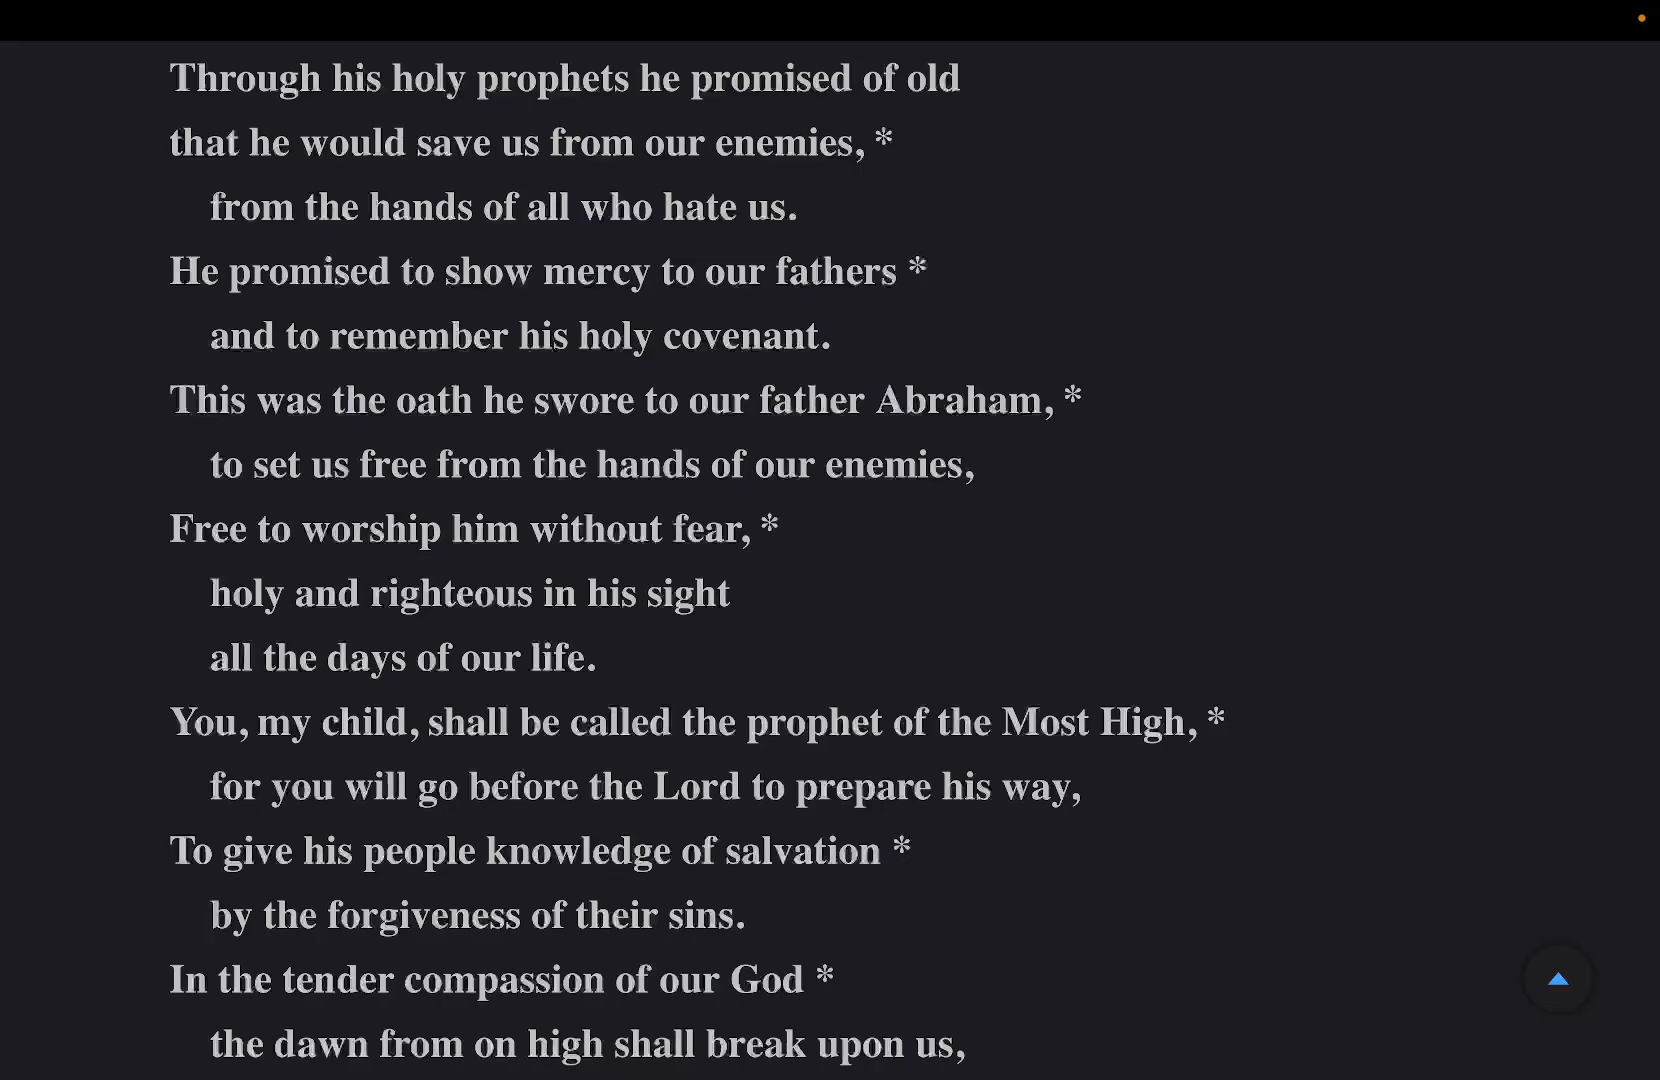 Through his holy prophets he promised of old
that he would save us from our enemies, *
from the hands of all who hate us.
He promised to show mercy to our fathers *
and to remember his holy covenant.
This was the oath he swore to our father Abraham, *
to set us free from the hands of our enemies,
Free to worship him without fear, *
holy and righteous in his sight
all the days of our life.
You, my child, shall be called the prophet of the Most High, *
for you will go before the Lord to prepare his way,
To give his people knowledge of salvation *
by the forgiveness of their sins.
In the tender compassion of our God *
the dawn from on high shall break upon us,